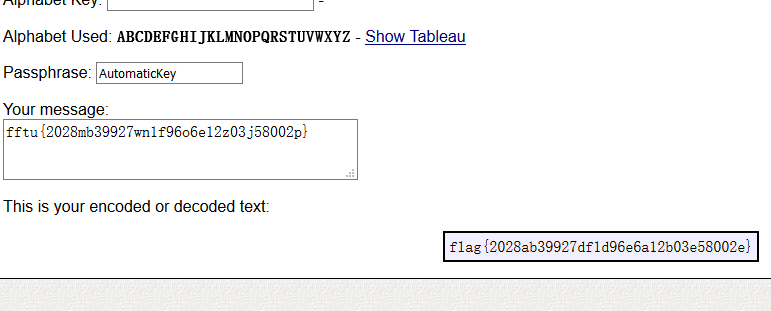 Alphabet Key: -
Alphabet Used: ABCDEFGHIJKLMNOPQRSTUVWXYZ - Show Tableau
Passphrase: AutomaticKey
Your message:
fftu{2028mb39927wn1f96o6e12z03j58002p}
This is your encoded or decoded text:
flag{2028ab39927df1d96e6a12b03e58002e}